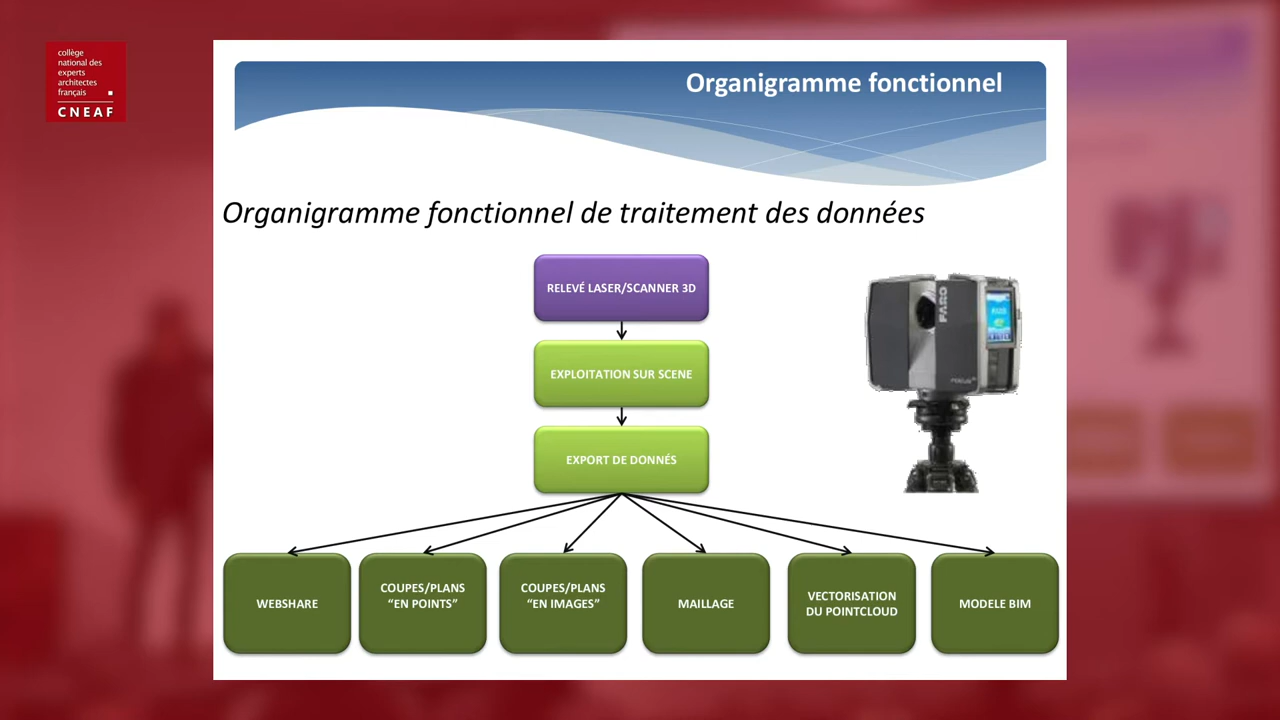 collège
national des
experts
architectes
français
CNEAF
Organigramme fonctionnel
Organigramme fonctionnel de traitement des données
RELEVÉ LASER/SCANNER 3D
EXPLOITATION SUR SCENE
EXPORT DE DONNÉS
FARO
WEBSHARE
COUPES/PLANS
“EN POINTS”
COUPES/PLANS
“EN IMAGES”
MAILLAGE
VECTORISATION
DU POINTCLOUD
MODELE BIM